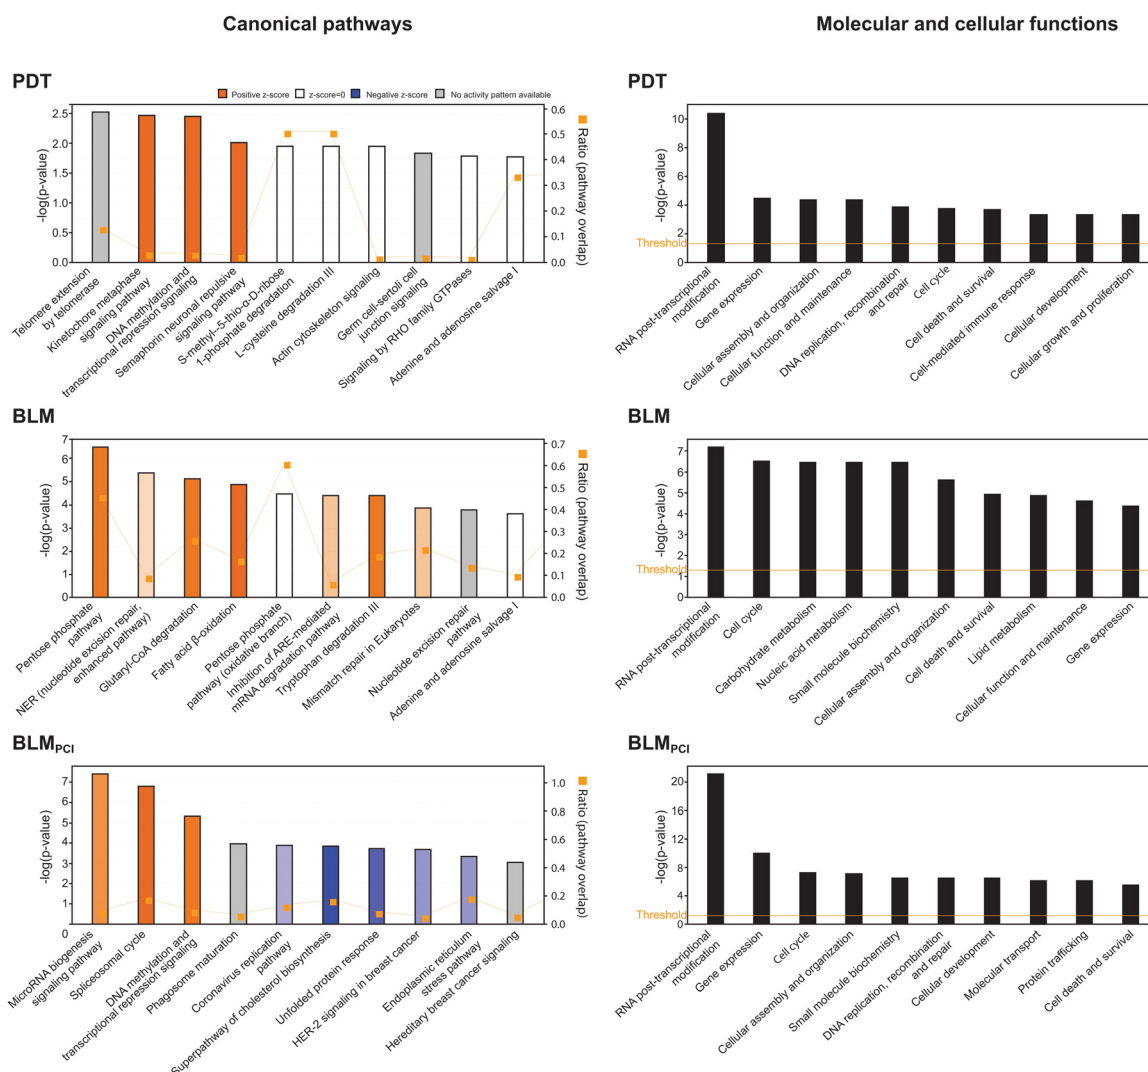 Canonical pathways
Molecular and cellular functions
PDT
Positive z-score
z-score=0
Negative z-score
No activity pattern available
-log(p-value)
2.5
2.0
1.5
1.0
0.5
0.0
0.6
0.5
0.4
0.3
0.2
0.1
0.0
Ratio (pathway overlap)
Telomere extension
by telomerase
Kinetochore metaphase
signaling pathway
DNA methylation and
transcriptional repression signaling
Semaphorin neuronal repulsive
signaling pathway
S-methyl–5-thio-α-D-ribose
1-phosphate degradation
L-cysteine degradation III
Actin cytoskeleton signaling
Germ cell-sertoli cell
junction signaling
Signaling by RHO family GTPases
Adenine and adenosine salvage I
PDT
-log(p-value)
10
8
6
4
2
0
Threshold
RNA post-transcriptional
modification
Gene expression
Cellular assembly and organization
Cellular function and maintenance
DNA replication, recombination
and repair
Cell cycle
Cell death and survival
Cell-mediated immune response
Cellular development
Cellular growth and proliferation
BLM
-log(p-value)
7
6
5
4
3
2
1
0
0.7
0.6
0.5
0.4
0.3
0.2
0.1
0.0
Ratio (pathway overlap)
Pentose phosphate
pathway
NER (nucleotide excision repair,
enhanced pathway)
Glutaryl-CoA degradation
Fatty acid β-oxidation
Pentose phosphate
pathway (oxidative branch)
Inhibition of ARE-mediated
mRNA degradation pathway
Tryptophan degradation III
Mismatch repair in Eukaryotes
Nucleotide excision repair
pathway
Adenine and adenosine salvage I
BLM
-log(p-value)
7
6
5
4
3
2
1
0
Threshold
RNA post-transcriptional
modification
Cell cycle
Carbohydrate metabolism
Nucleic acid metabolism
Small molecule biochemistry
Cellular assembly and organization
Cell death and survival
Lipid metabolism
Cellular function and maintenance
Gene expression
BLMPCI
-log(p-value)
7
6
5
4
3
2
1
0
1.0
0.8
0.6
0.4
0.2
0.0
Ratio (pathway overlap)
MicroRNA biogenesis
signaling pathway
Spliceosomal cycle
DNA methylation and
transcriptional repression signaling
Phagosome maturation
Coronavirus replication
pathway
Superpathway of cholesterol biosynthesis
Unfolded protein response
HER-2 signaling in breast cancer
Endoplasmic reticulum
stress pathway
Hereditary breast cancer signaling
BLMPCI
-log(p-value)
20
16
12
8
4
0
Threshold
RNA post-transcriptional
modification
Gene expression
Cell cycle
Cellular assembly and organization
Small molecule biochemistry
DNA replication, recombination
and repair
Cellular development
Molecular transport
Protein trafficking
Cell death and survival